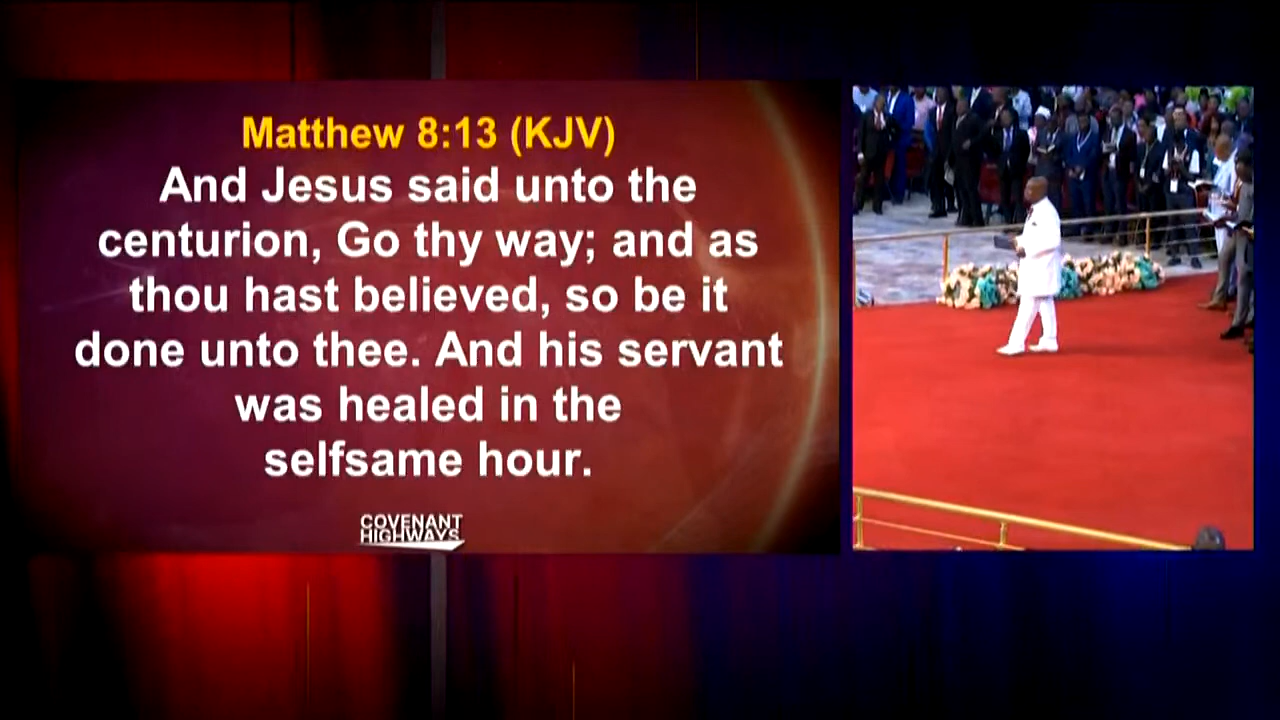 Matthew 8:13 (KJV)
And Jesus said unto the
centurion, Go thy way; and as
thou hast believed, so be it
done unto thee. And his servant
was healed in the
selfsame hour.
COVENANT
HIGHWAYS